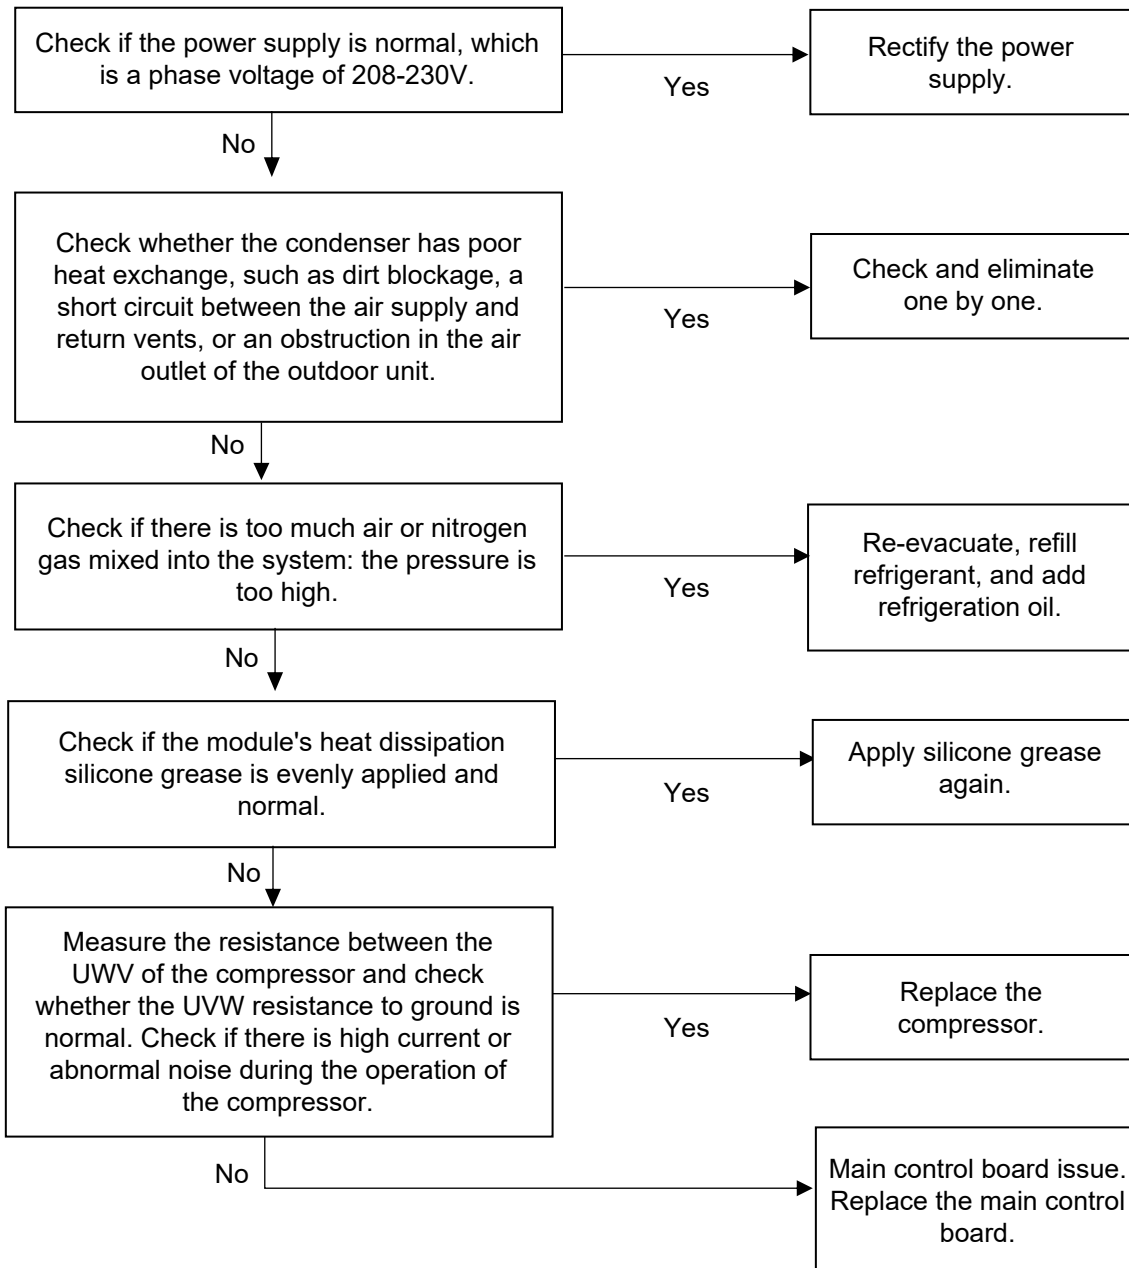 Check if the power supply is normal, which
is a phase voltage of 208-230V.
Yes
Rectify the power
supply.
No
Check whether the condenser has poor
heat exchange, such as dirt blockage, a
short circuit between the air supply and
return vents, or an obstruction in the air
outlet of the outdoor unit.
Yes
Check and eliminate
one by one.
No
Check if there is too much air or nitrogen
gas mixed into the system: the pressure is
too high.
Yes
Re-evacuate, refill
refrigerant, and add
refrigeration oil.
No
Check if the module's heat dissipation
silicone grease is evenly applied and
normal.
Yes
Apply silicone grease
again.
No
Measure the resistance between the
UWV of the compressor and check
whether the UVW resistance to ground is
normal. Check if there is high current or
abnormal noise during the operation of
the compressor.
Yes
Replace the
compressor.
No
Main control board issue.
Replace the main control
board.